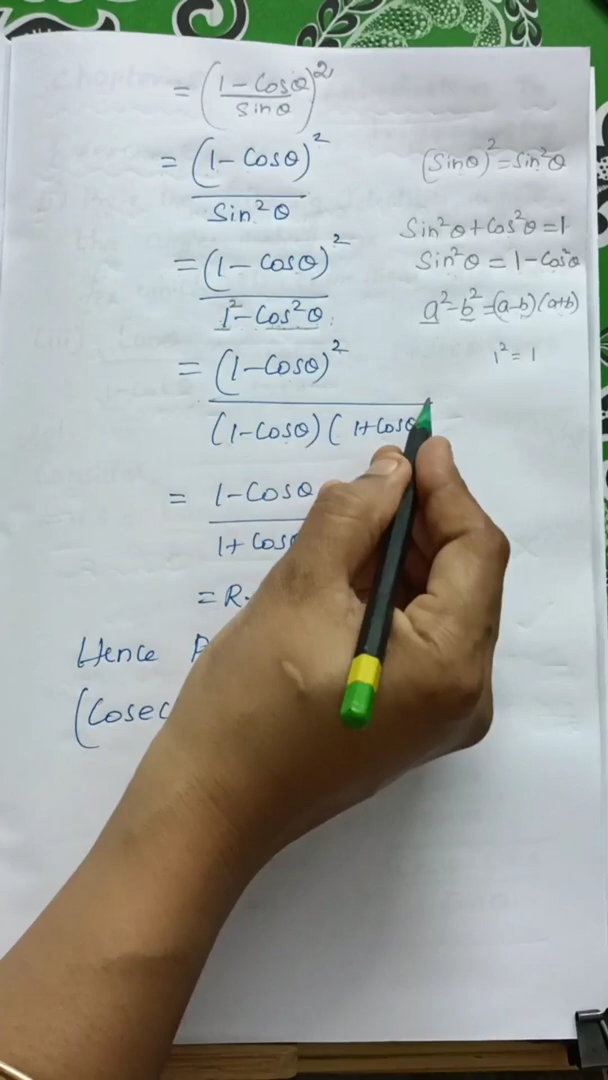 = (1 - Cosθ / Sinθ)²
= (1 - Cosθ)² / Sin²θ
(Sinθ)² = Sin²θ
Sin²θ + Cos²θ = 1
= (1 - Cosθ)² / 1² - Cos²θ
Sin²θ = 1 - Cos²θ
a² - b² = (a-b) (a+b)
1² = 1
= (1 - Cosθ)² / (1 - Cosθ) ( 1 + Cosθ
= 1 - Cosθ / 1 + Cosθ
= R.
Hence
(Cosec